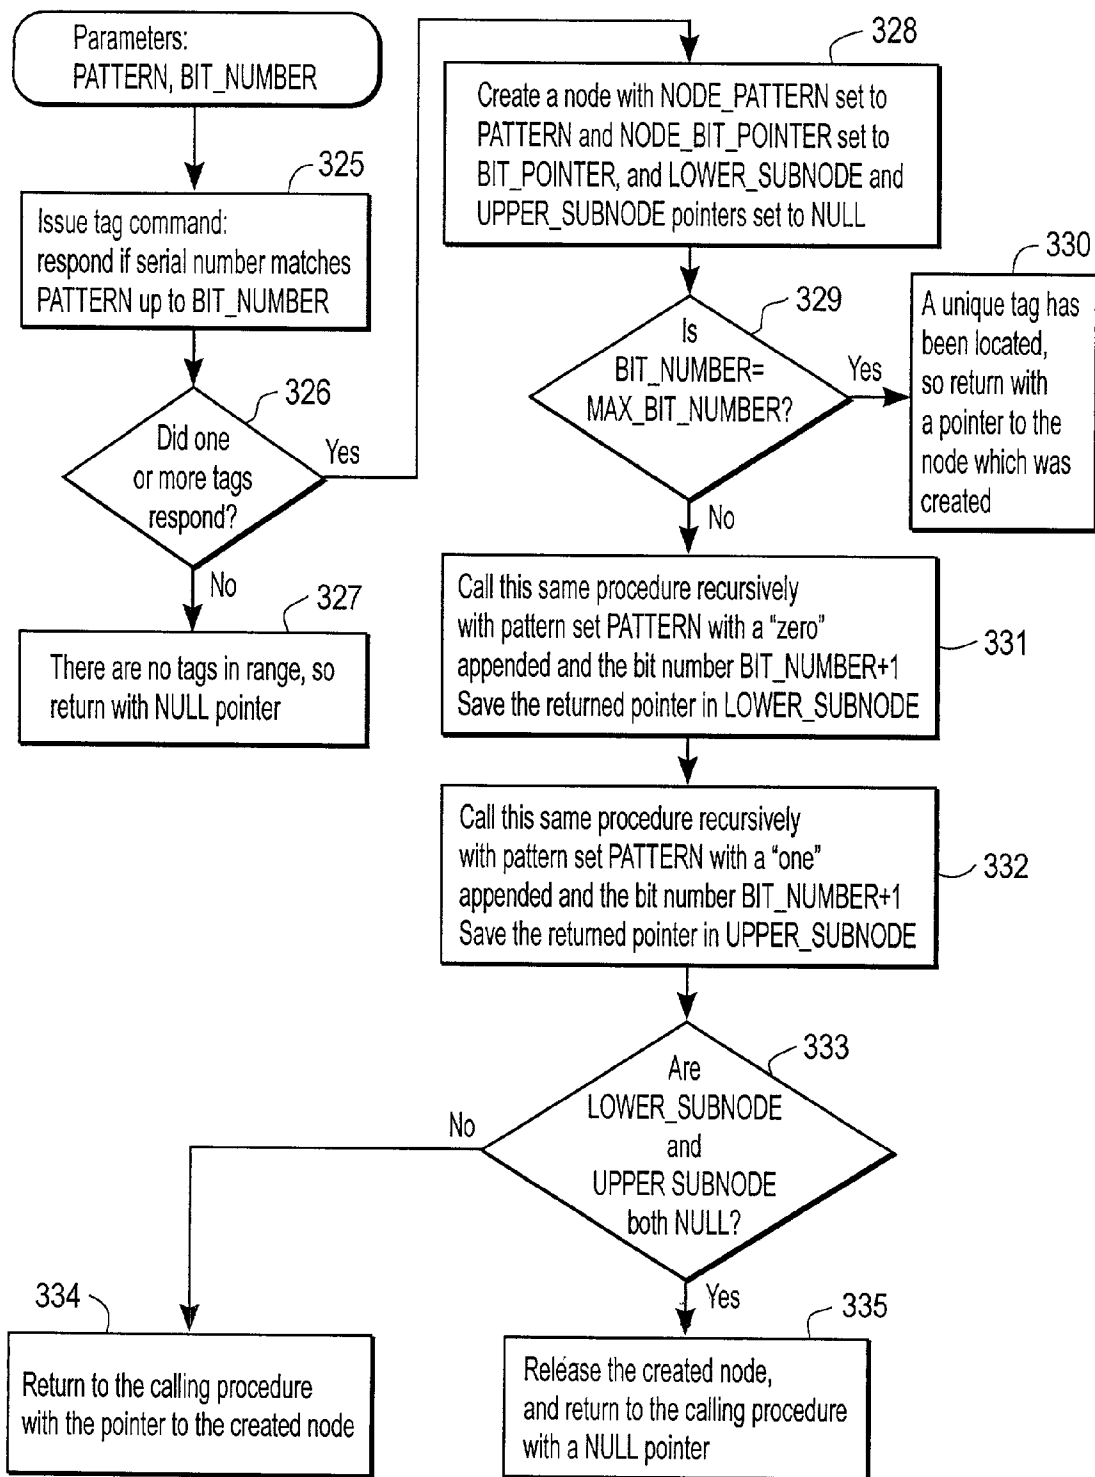 Parameters:
PATTERN, BIT_NUMBER
325
Issue tag command:
respond if serial number matches
PATTERN up to BIT_NUMBER
326
Did one
or more tags
respond?
Yes
No
327
There are no tags in range, so
return with NULL pointer
328
Create a node with NODE_PATTERN set to
PATTERN and NODE_BIT_POINTER set to
BIT_POINTER, and LOWER_SUBNODE and
UPPER_SUBNODE pointers set to NULL
329
Is
BIT_NUMBER=
MAX_BIT_NUMBER?
Yes
330
A unique tag has
been located,
so return with
a pointer to the
node which was
created
No
Call this same procedure recursively
with pattern set PATTERN with a "zero"
appended and the bit number BIT_NUMBER+1
Save the returned pointer in LOWER_SUBNODE
331
Call this same procedure recursively
with pattern set PATTERN with a "one"
appended and the bit number BIT_NUMBER+1
Save the returned pointer in UPPER_SUBNODE
332
333
Are
LOWER_SUBNODE
and
UPPER SUBNODE
both NULL?
No
334
Return to the calling procedure
with the pointer to the created node
Yes
335
Release the created node,
and return to the calling procedure
with a NULL pointer